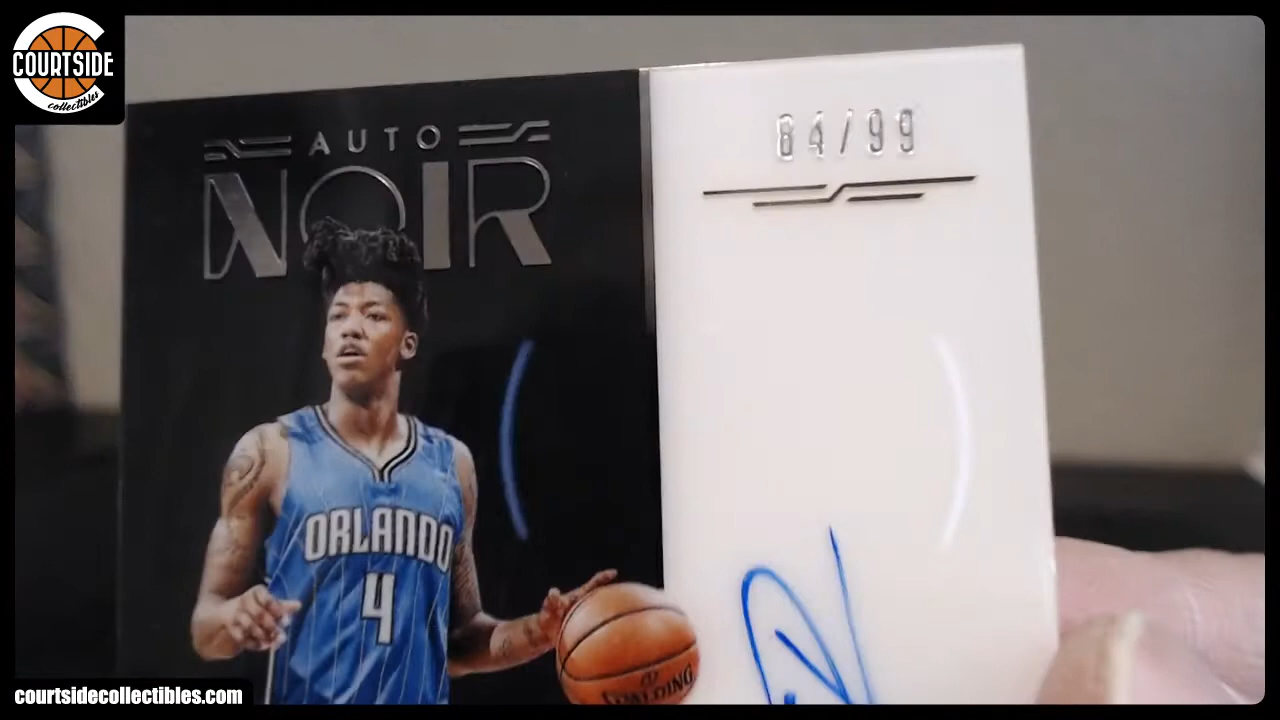 COURTSIDE
collectibles
AUTO
NOIR
84/99
ORLANDO
4
SPALDING
courtsidecollectibles.com